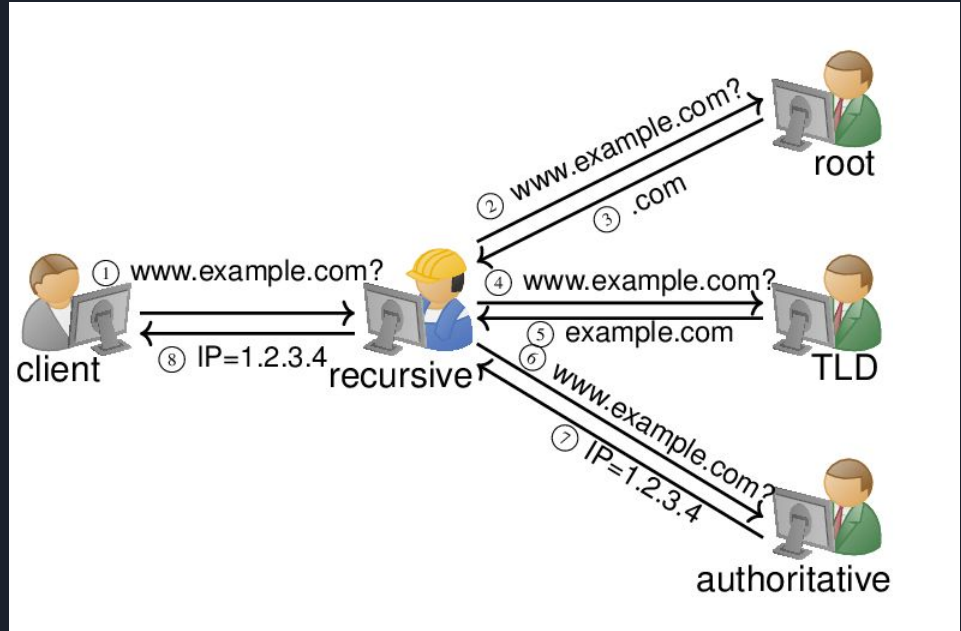 ② www.example.com?
③ .com
root
① www.example.com?
⑧ IP=1.2.3.4
client
recursive
④ www.example.com?
⑤ example.com
TLD
⑥ www.example.com?
⑦ IP=1.2.3.4
authoritative